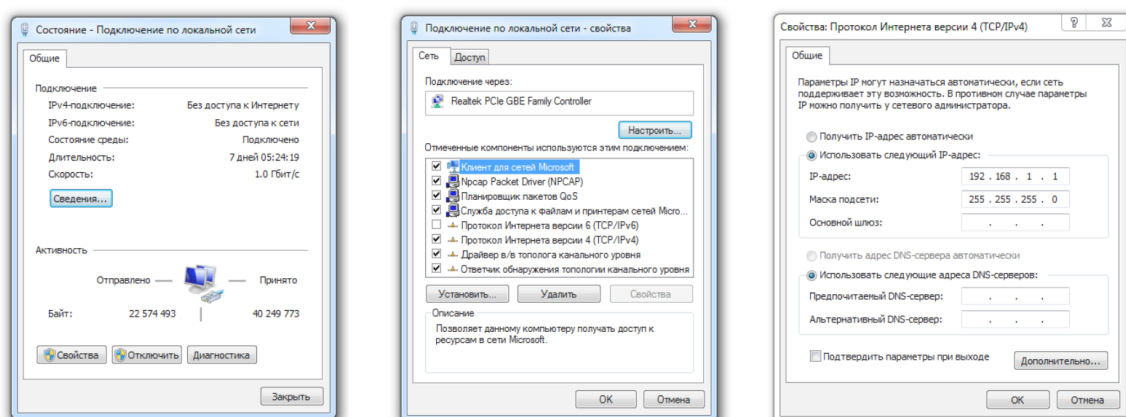 Состояние - Подключение по локальной сети
Общие
Подключение
IPv4-подключение: Без доступа к Интернету
IPv6-подключение: Без доступа к сети
Состояние среды: Подключено
Длительность: 7 дней 05:24:19
Скорость: 1.0 Гбит/с
Сведения...
Активность
Отправлено — — Принято
Байт: 22 574 493 | 40 249 773
Свойства Отключить Диагностика
Закрыть
Подключение по локальной сети - свойства
Сеть Доступ
Подключение через:
Realtek PCIe GBE Family Controller
Настроить...
Отмеченные компоненты используются этим подключением:
Клиент для сетей Microsoft
Npcap Packet Driver (NPCAP)
Планировщик пакетов QoS
Служба доступа к файлам и принтерам сетей Micro...
Протокол Интернета версии 6 (TCP/IPv6)
Протокол Интернета версии 4 (TCP/IPv4)
Драйвер в/в тополога канального уровня
Ответчик обнаружения топологии канального уровня
Установить... Удалить Свойства
Описание
Позволяет данному компьютеру получать доступ к
ресурсам в сети Microsoft.
ОК Отмена
Свойства: Протокол Интернета версии 4 (TCP/IPv4)
Общие
Параметры IP могут назначаться автоматически, если сеть
поддерживает эту возможность. В противном случае параметры
IP можно получить у сетевого администратора.
Получить IP-адрес автоматически
Использовать следующий IP-адрес:
IP-адрес: 192 . 168 . 1 . 1
Маска подсети: 255 . 255 . 255 . 0
Основной шлюз: . . .
Получить адрес DNS-сервера автоматически
Использовать следующие адреса DNS-серверов:
Предпочитаемый DNS-сервер: . . .
Альтернативный DNS-сервер: . . .
Подтвердить параметры при выходе Дополнительно...
ОК Отмена